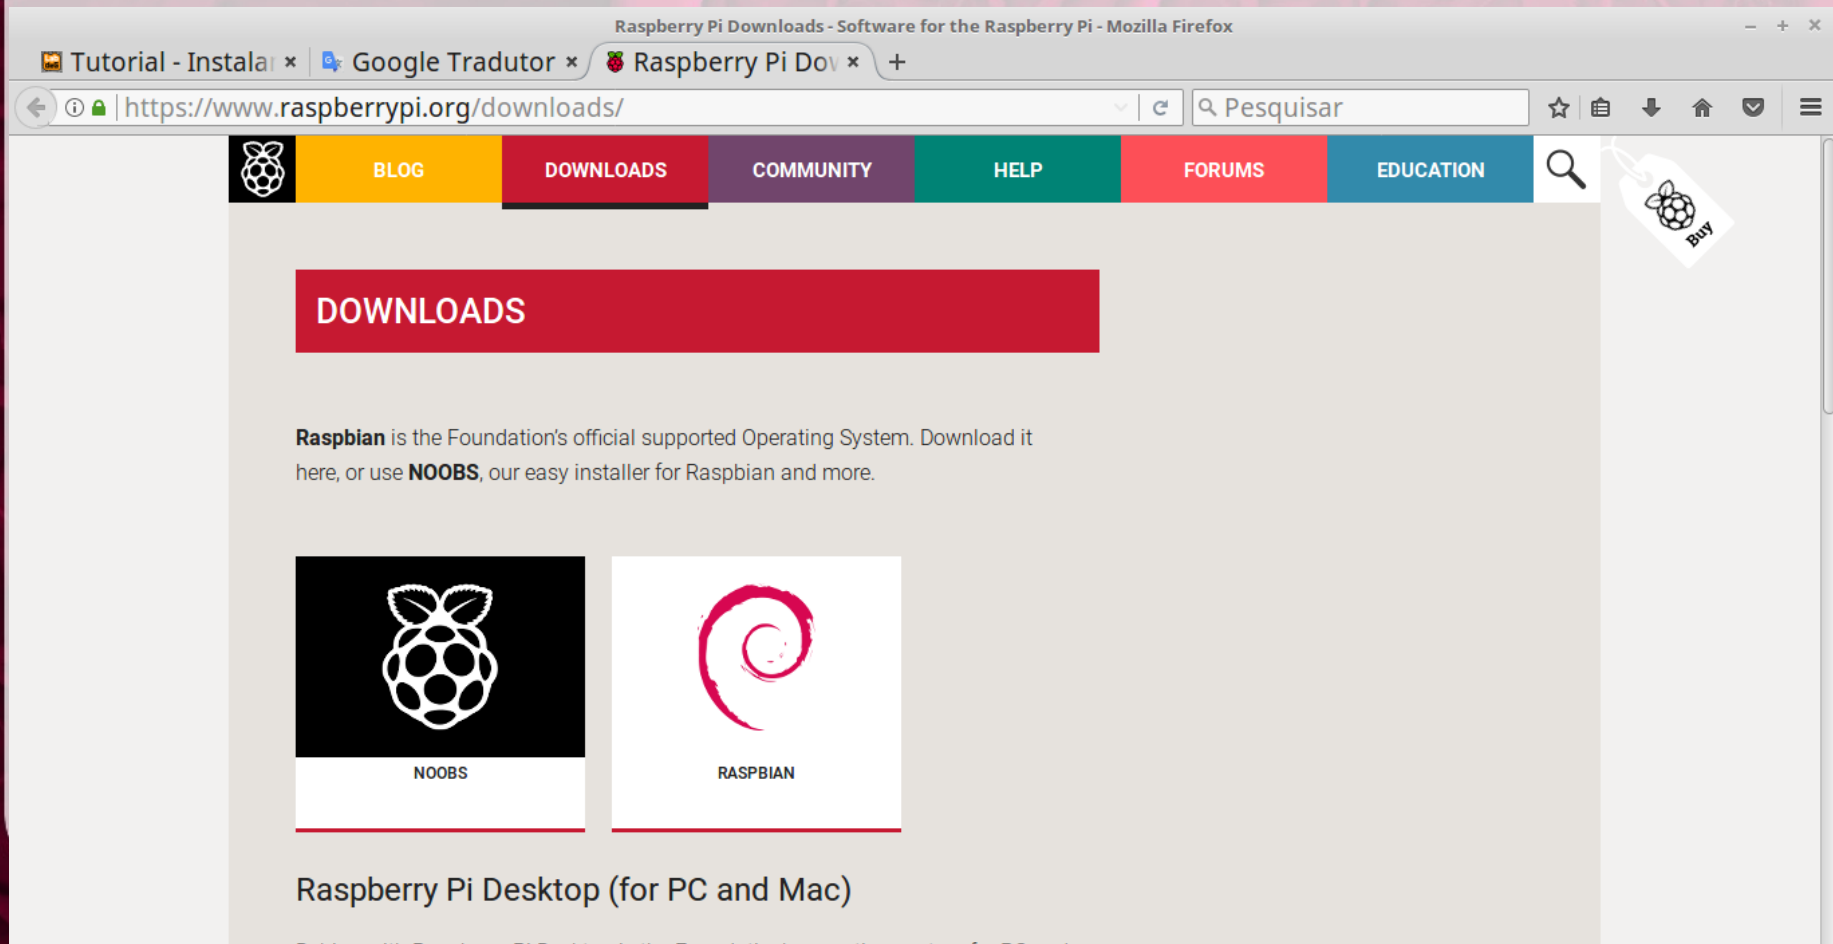 Raspberry Pi Downloads - Software for the Raspberry Pi - Mozilla Firefox
Tutorial - Instalar
Google Tradutor
Raspberry Pi Dow
https://www.raspberrypi.org/downloads/
Pesquisar
BLOG
DOWNLOADS
COMMUNITY
HELP
FORUMS
EDUCATION
Buy
DOWNLOADS
Raspbian is the Foundation's official supported Operating System. Download it
here, or use NOOBS, our easy installer for Raspbian and more.
NOOBS
RASPBIAN
Raspberry Pi Desktop (for PC and Mac)